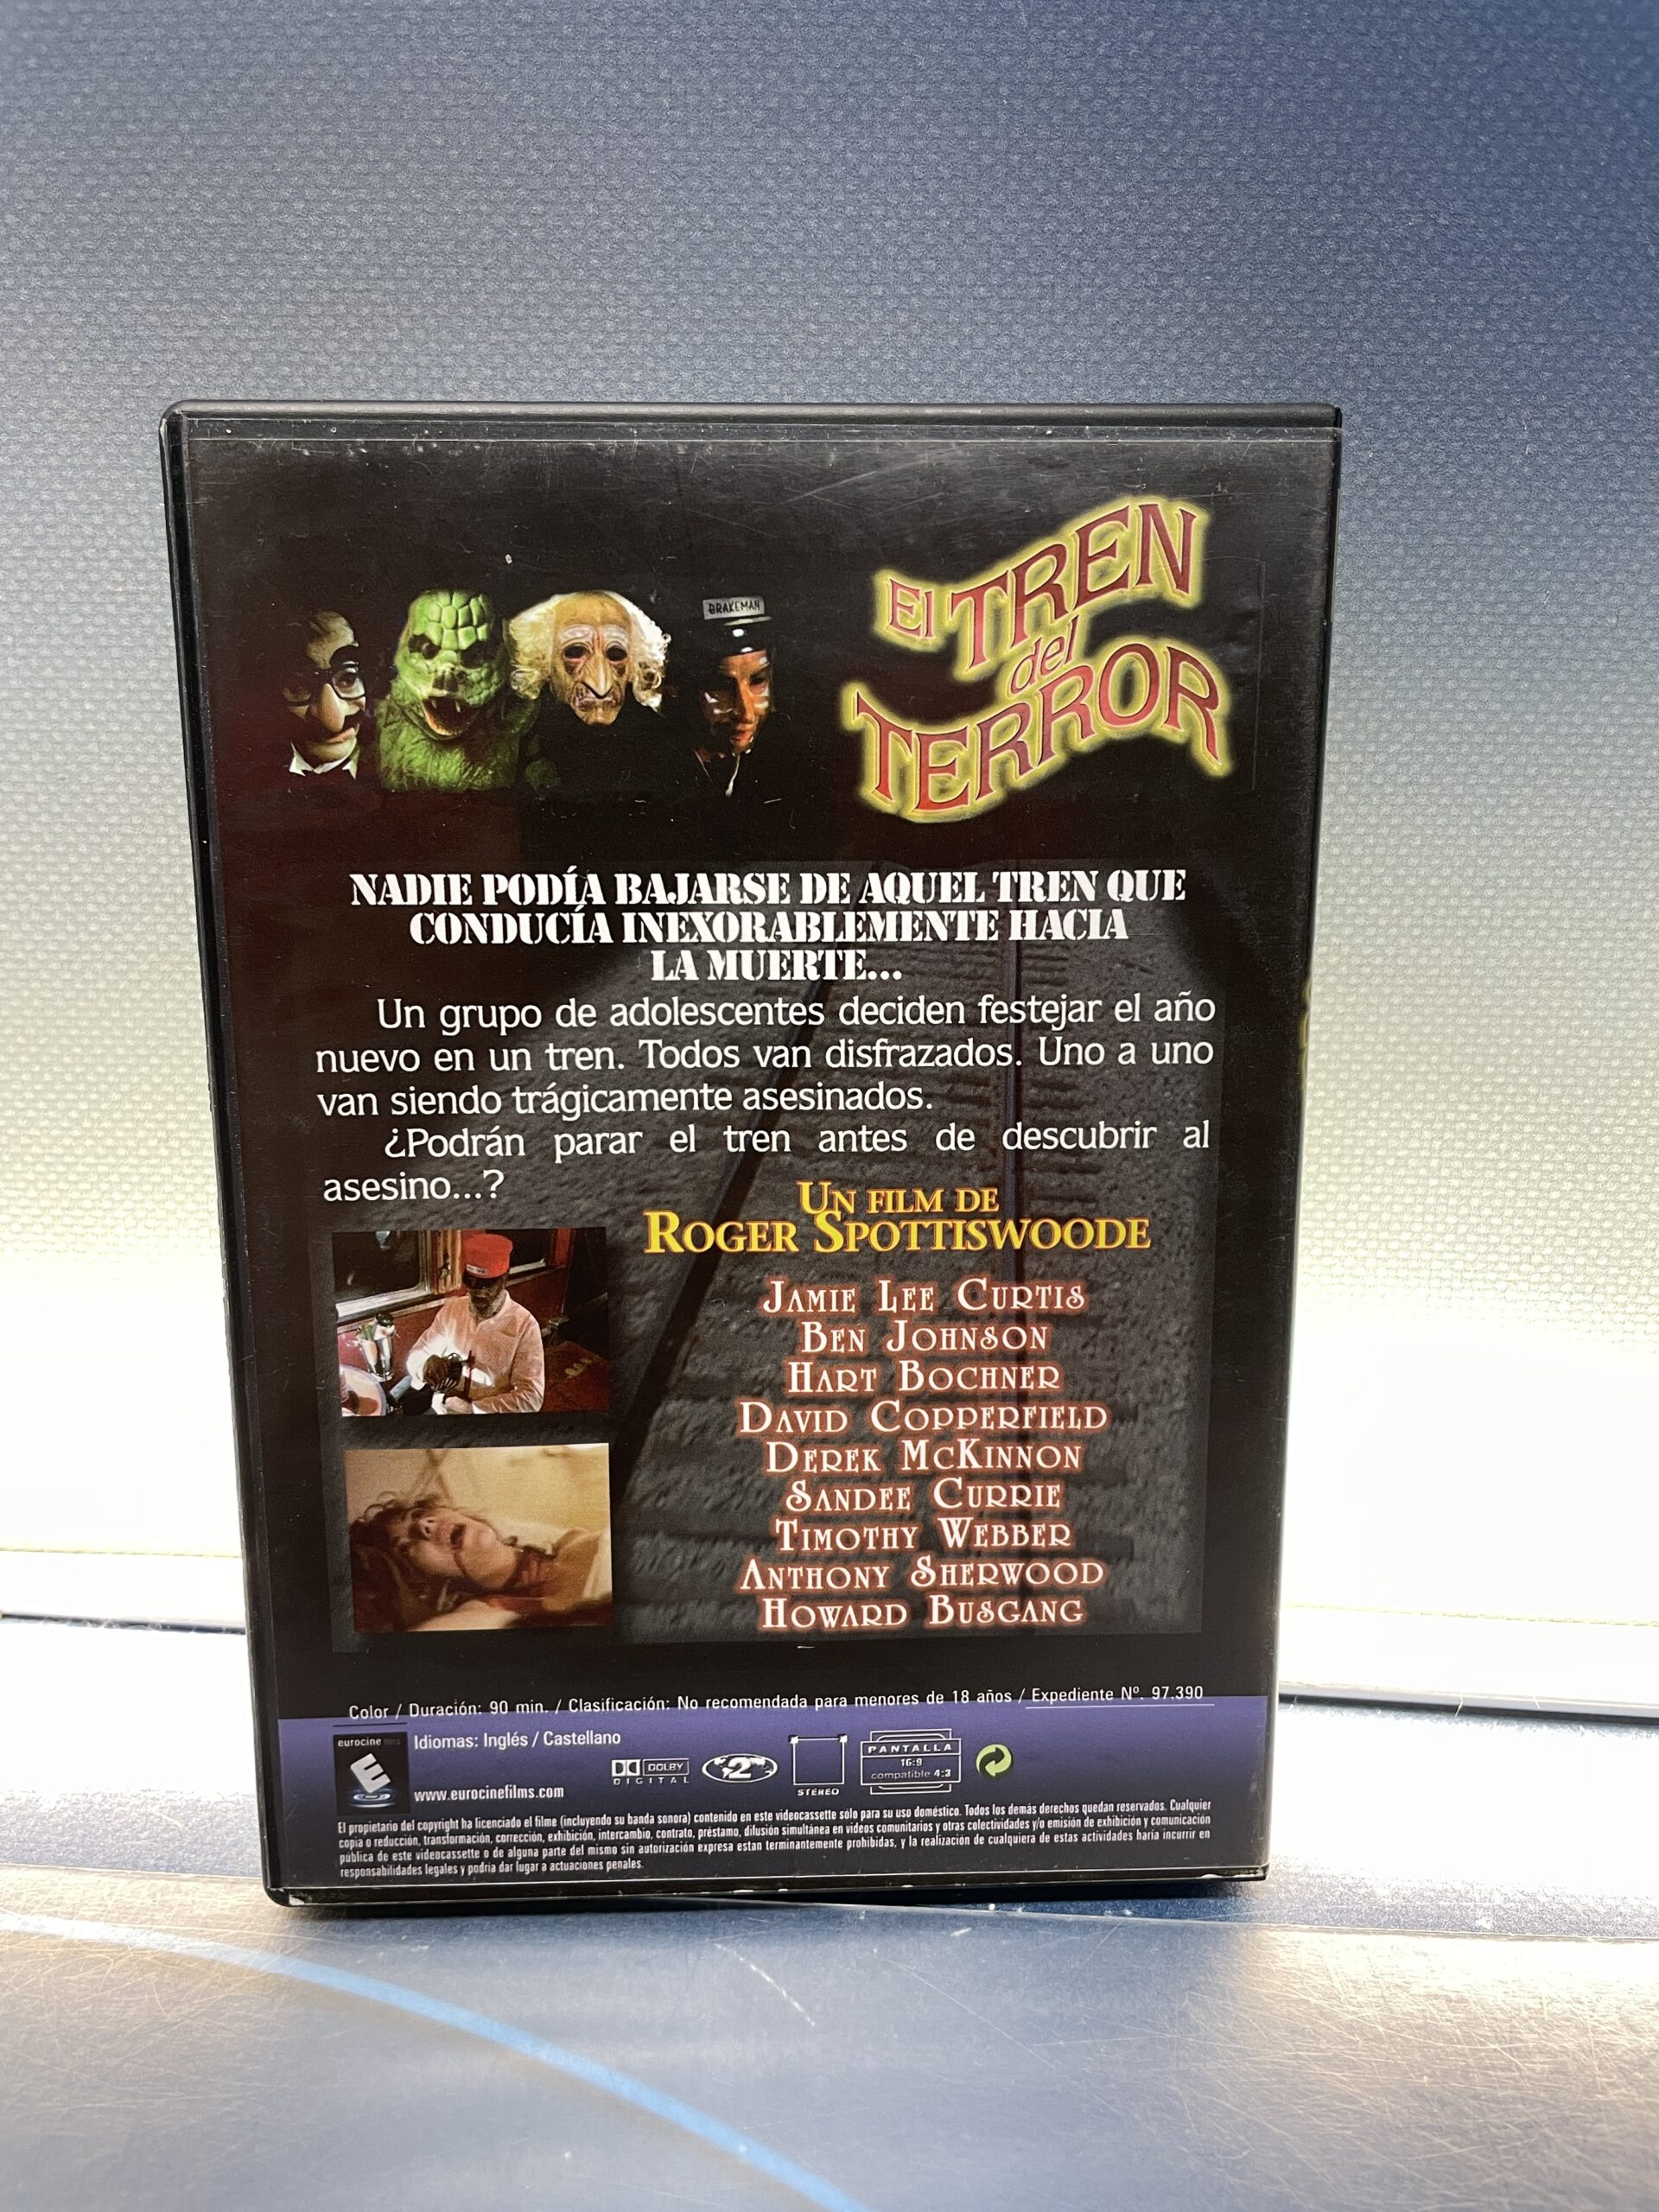 BRAKEMAN
El TREN
del
TERROR
NADIE PODÍA BAJARSE DE AQUEL TREN QUE
CONDUCÍA INEXORABLEMENTE HACIA
LA MUERTE...
Un grupo de adolescentes deciden festejar el año
nuevo en un tren. Todos van disfrazados. Uno a uno
van siendo trágicamente asesinados.
¿Podrán parar el tren antes de descubrir al
asesino...?
UN FILM DE
ROGER SPOTTISWOODE
JAMIE LEE CURTIS
BEN JOHNSON
HART BOCHNER
DAVID COPPERFIELD
DEREK MCKINNON
SANDEE CURRIE
TIMOTHY WEBBER
ANTHONY SHERWOOD
HOWARD BUSGANG
Color / Duración: 90 min. / Clasificación: No recomendada para menores de 18 años / Expediente Nº. 97.390
eurocine films
E
Idiomas: Inglés / Castellano
www.eurocinefilms.com
DOLBY
DIGITAL
2
STEREO
PANTALLA
16:9
compatible 4:3
El propietario del copyright ha licenciado el filme (incluyendo su banda sonora) contenido en este videocassette sólo para su uso doméstico. Todos los demás derechos quedan reservados. Cualquier
copia o reducción, transformación, corrección, exhibición, intercambio, contrato, préstamo, difusión simultánea en videos comunitarios y otras colectividades y/o emisión de exhibición y comunicación
pública de este videocassette o de alguna parte del mismo sin autorización expresa estan terminantemente prohibidas, y la realización de cualquiera de estas actividades haría incurrir en
responsabilidades legales y podria dar lugar a actuaciones penales.